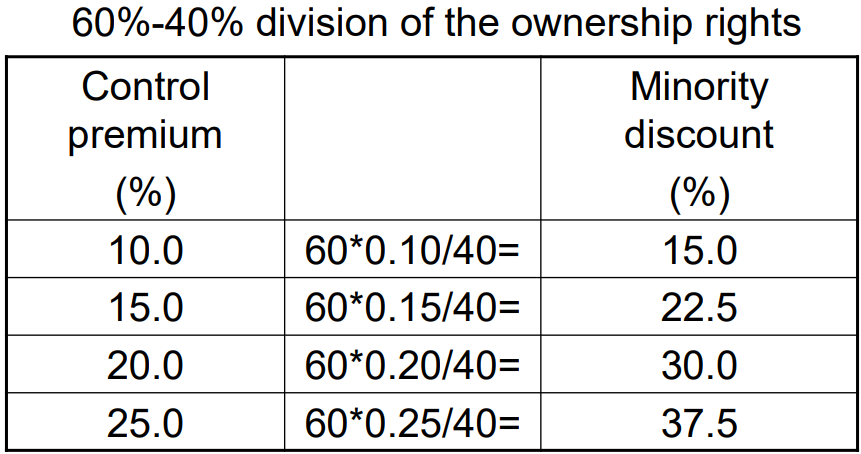 60%-40% division of the ownership rights
Control Minority
premium discount
(%) (%)
10.0 60*0.10/40= 15.0
15.0 60*0.15/40= 22.5
20.0 60*0.20/40= 30.0
25.0 60*0.25/40= 37.5